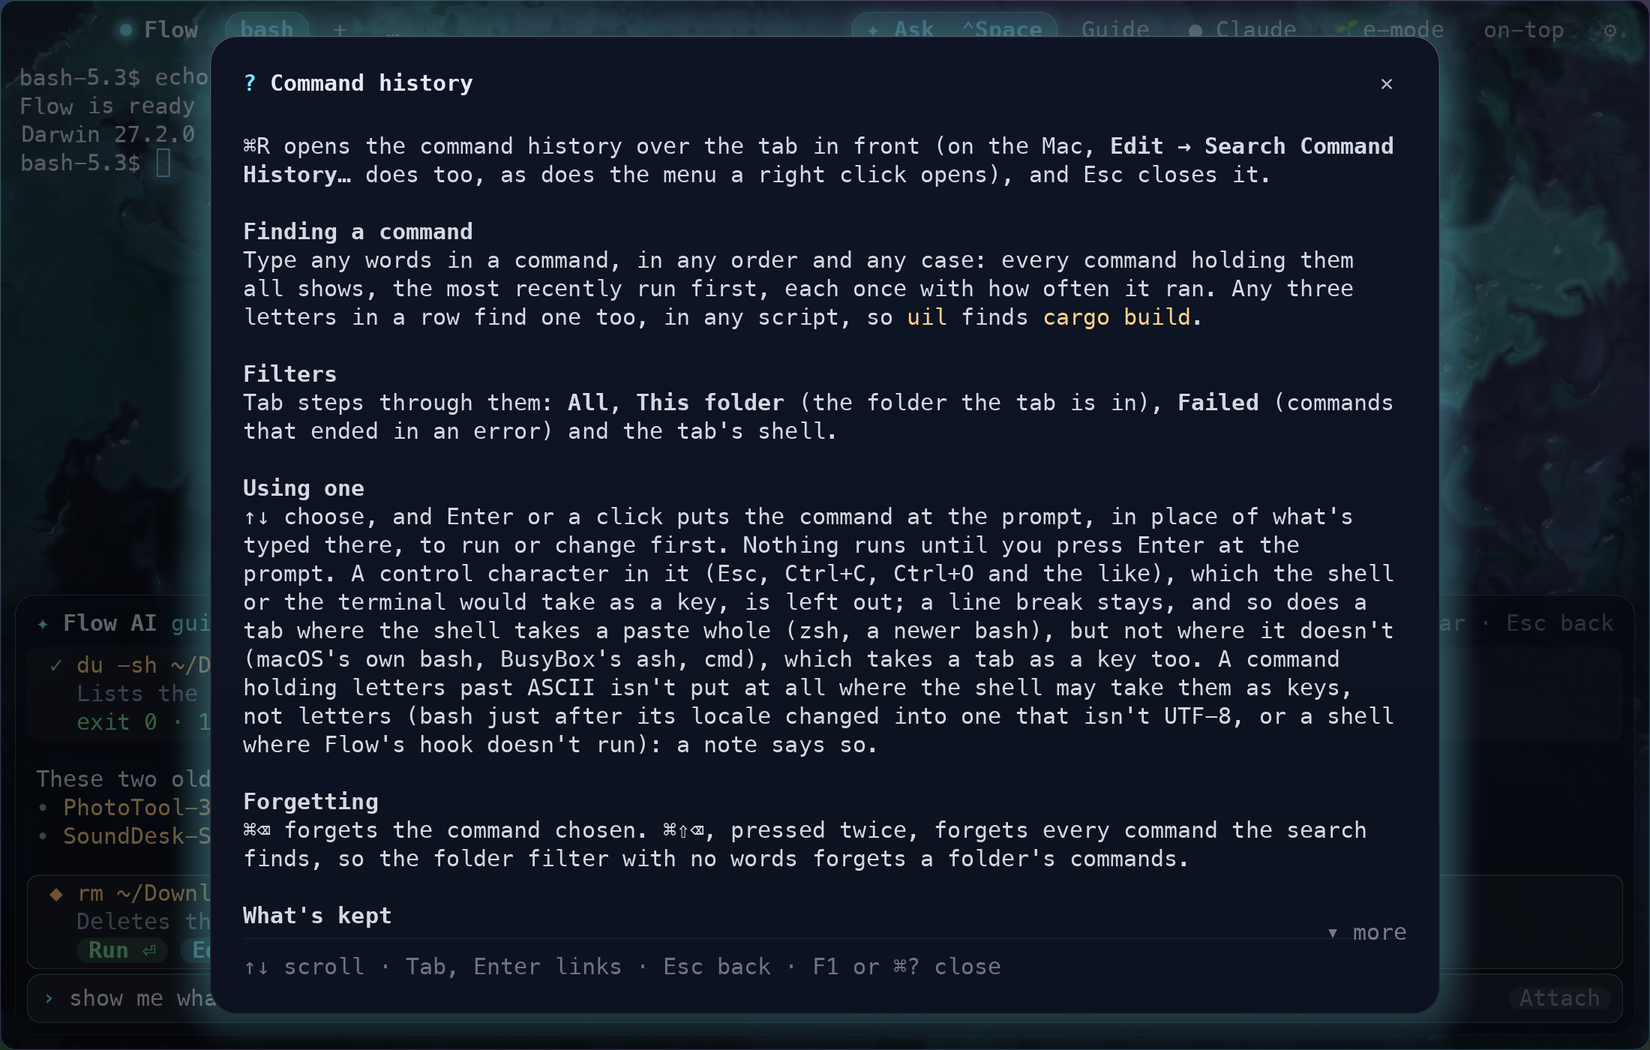 ● Flow bash + …
✦ Ask ^Space Guide ● Claude 🌿 e-mode on-top ⚙
bash-5.3$ echo
Flow is ready
Darwin 27.2.0
bash-5.3$
? Command history ×
⌘R opens the command history over the tab in front (on the Mac, Edit → Search Command
History… does too, as does the menu a right click opens), and Esc closes it.
Finding a command
Type any words in a command, in any order and any case: every command holding them
all shows, the most recently run first, each once with how often it ran. Any three
letters in a row find one too, in any script, so uil finds cargo build.
Filters
Tab steps through them: All, This folder (the folder the tab is in), Failed (commands
that ended in an error) and the tab's shell.
Using one
↑↓ choose, and Enter or a click puts the command at the prompt, in place of what's
typed there, to run or change first. Nothing runs until you press Enter at the
prompt. A control character in it (Esc, Ctrl+C, Ctrl+O and the like), which the shell
or the terminal would take as a key, is left out; a line break stays, and so does a
tab where the shell takes a paste whole (zsh, a newer bash), but not where it doesn't
(macOS's own bash, BusyBox's ash, cmd), which takes a tab as a key too. A command
holding letters past ASCII isn't put at all where the shell may take them as keys,
not letters (bash just after its locale changed into one that isn't UTF-8, or a shell
where Flow's hook doesn't run): a note says so.
Forgetting
⌘⌫ forgets the command chosen. ⌘⇧⌫, pressed twice, forgets every command the search
finds, so the folder filter with no words forgets a folder's commands.
What's kept
▾ more
↑↓ scroll · Tab, Enter links · Esc back · F1 or ⌘? close
✦ Flow AI gui
ar · Esc back
✓ du -sh ~/D
Lists the
exit 0 · 1
These two old
• PhotoTool-3
• SoundDesk-S
◆ rm ~/Downl
Deletes th
Run ⏎ Ed
› show me wha
Attach